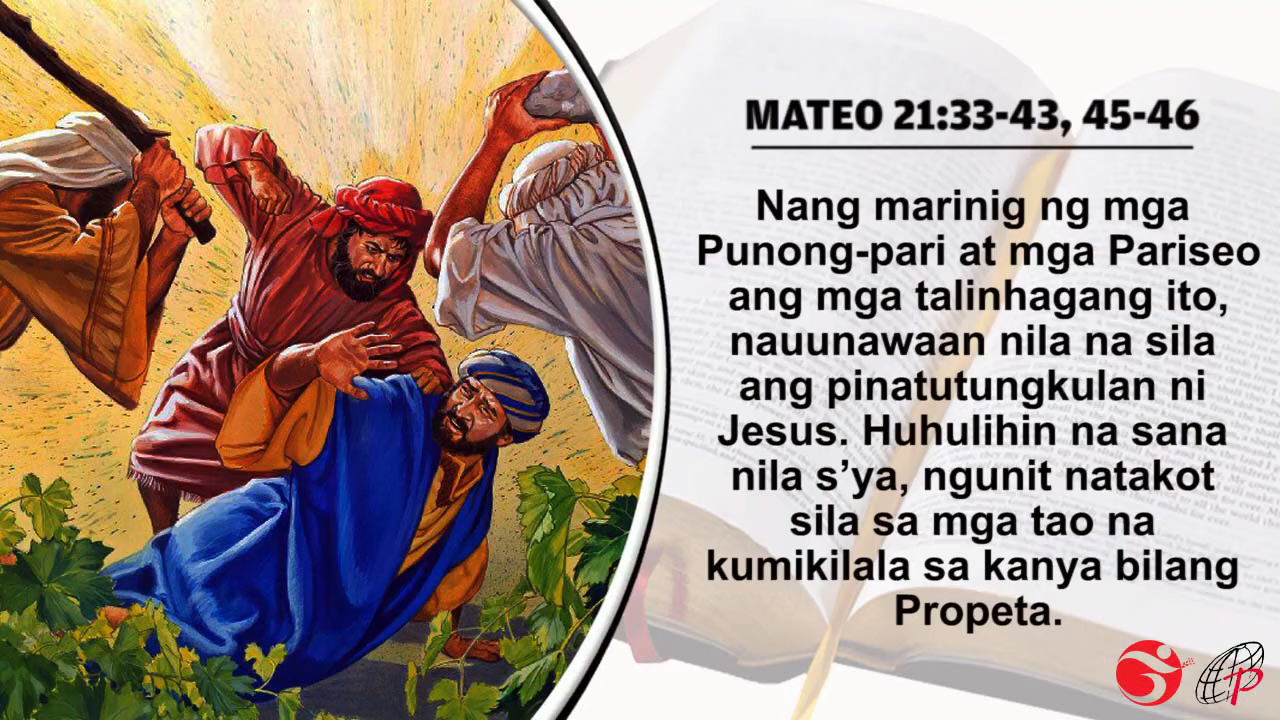 MATEO 21:33-43, 45-46
Nang marinig ng mga
Punong-pari at mga Pariseo
ang mga talinhagang ito,
nauunawaan nila na sila
ang pinatutungkulan ni
Jesus. Huhulihin na sana
nila s’ya, ngunit natakot
sila sa mga tao na
kumikilala sa kanya bilang
Propeta.